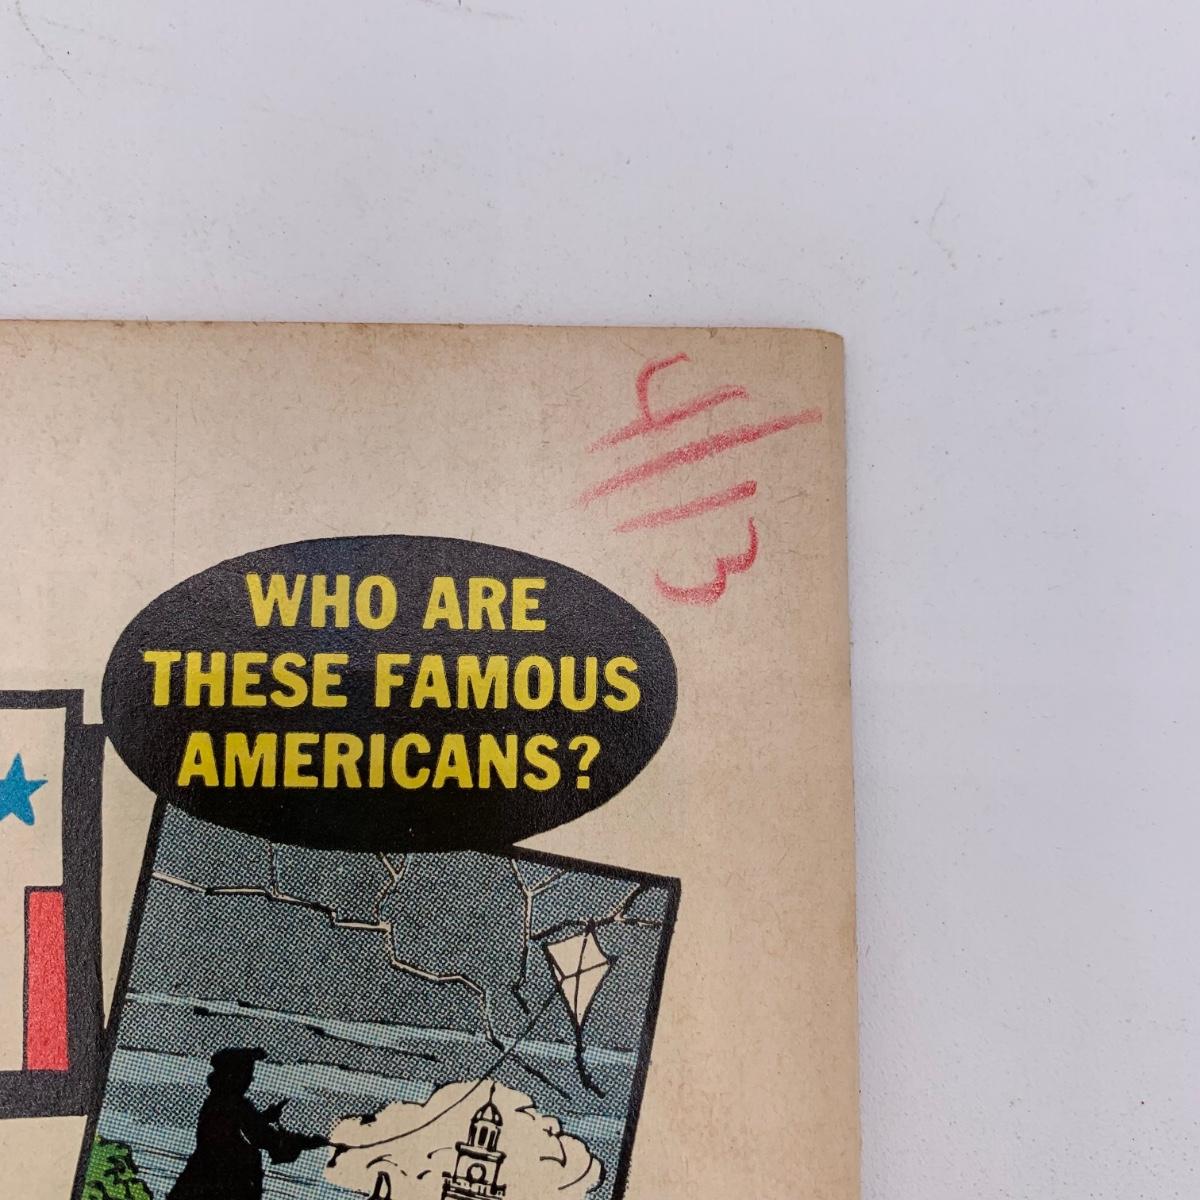 4/13
WHO ARE
THESE FAMOUS
AMERICANS?